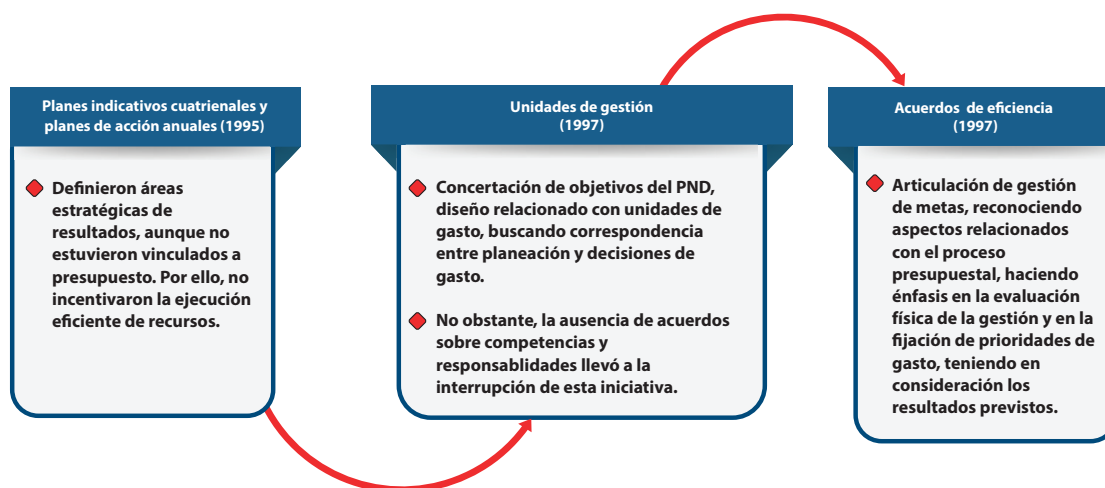 Planes indicativos cuatrienales y
planes de acción anuales (1995)
Definieron áreas
estratégicas de
resultados, aunque no
estuvieron vinculados a
presupuesto. Por ello, no
incentivaron la ejecución
eficiente de recursos.
Unidades de gestión
(1997)
Concertación de objetivos del PND,
diseño relacionado con unidades de
gasto, buscando correspondencia
entre planeación y decisiones de
gasto.
No obstante, la ausencia de acuerdos
sobre competencias y
responsablidades llevó a la
interrupción de esta iniciativa.
Acuerdos de eficiencia
(1997)
Articulación de gestión
de metas, reconociendo
aspectos relacionados
con el proceso
presupuestal, haciendo
énfasis en la evaluación
física de la gestión y en la
fijación de prioridades de
gasto, teniendo en
consideración los
resultados previstos.